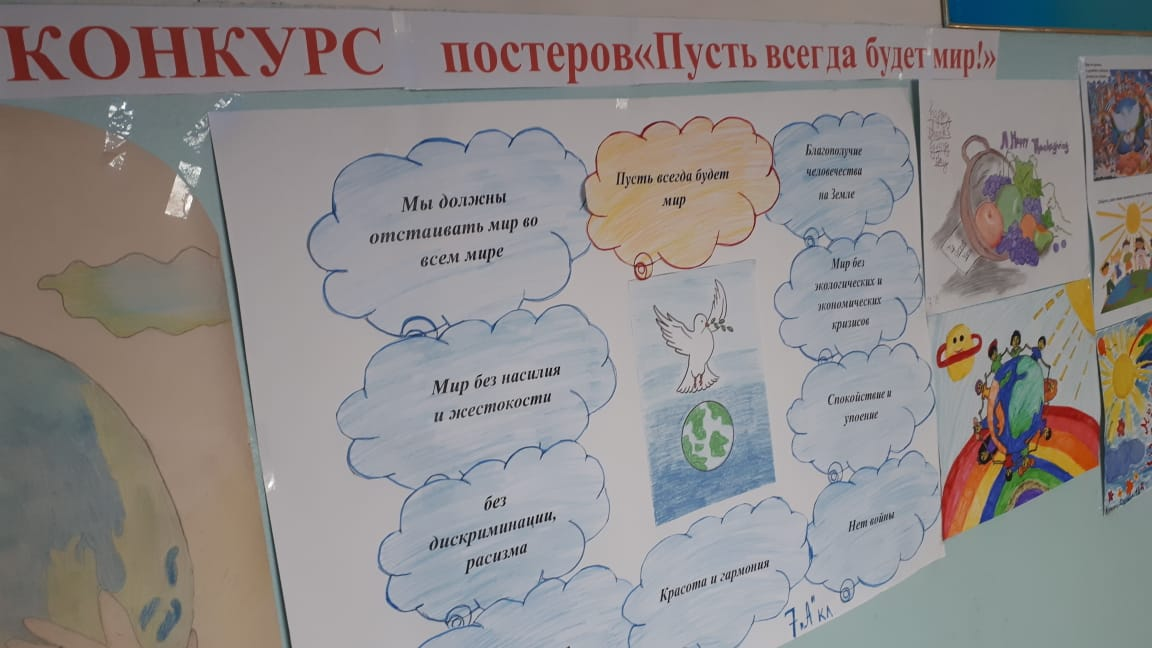 КОНКУРС постеров«Пусть всегда будет мир!»
Мы должны
отстаивать мир во
всем мире
Пусть всегда будет
мир
Благополучие
человечества
на Земле
Мир без
экологических и
экономических
кризисов
Мир без насилия
и жестокости
Спокойствие и
упоение
без
дискриминации,
расизма
Нет войны
Красота и гармония
7 "А" кл
A Happy Thanksgiving